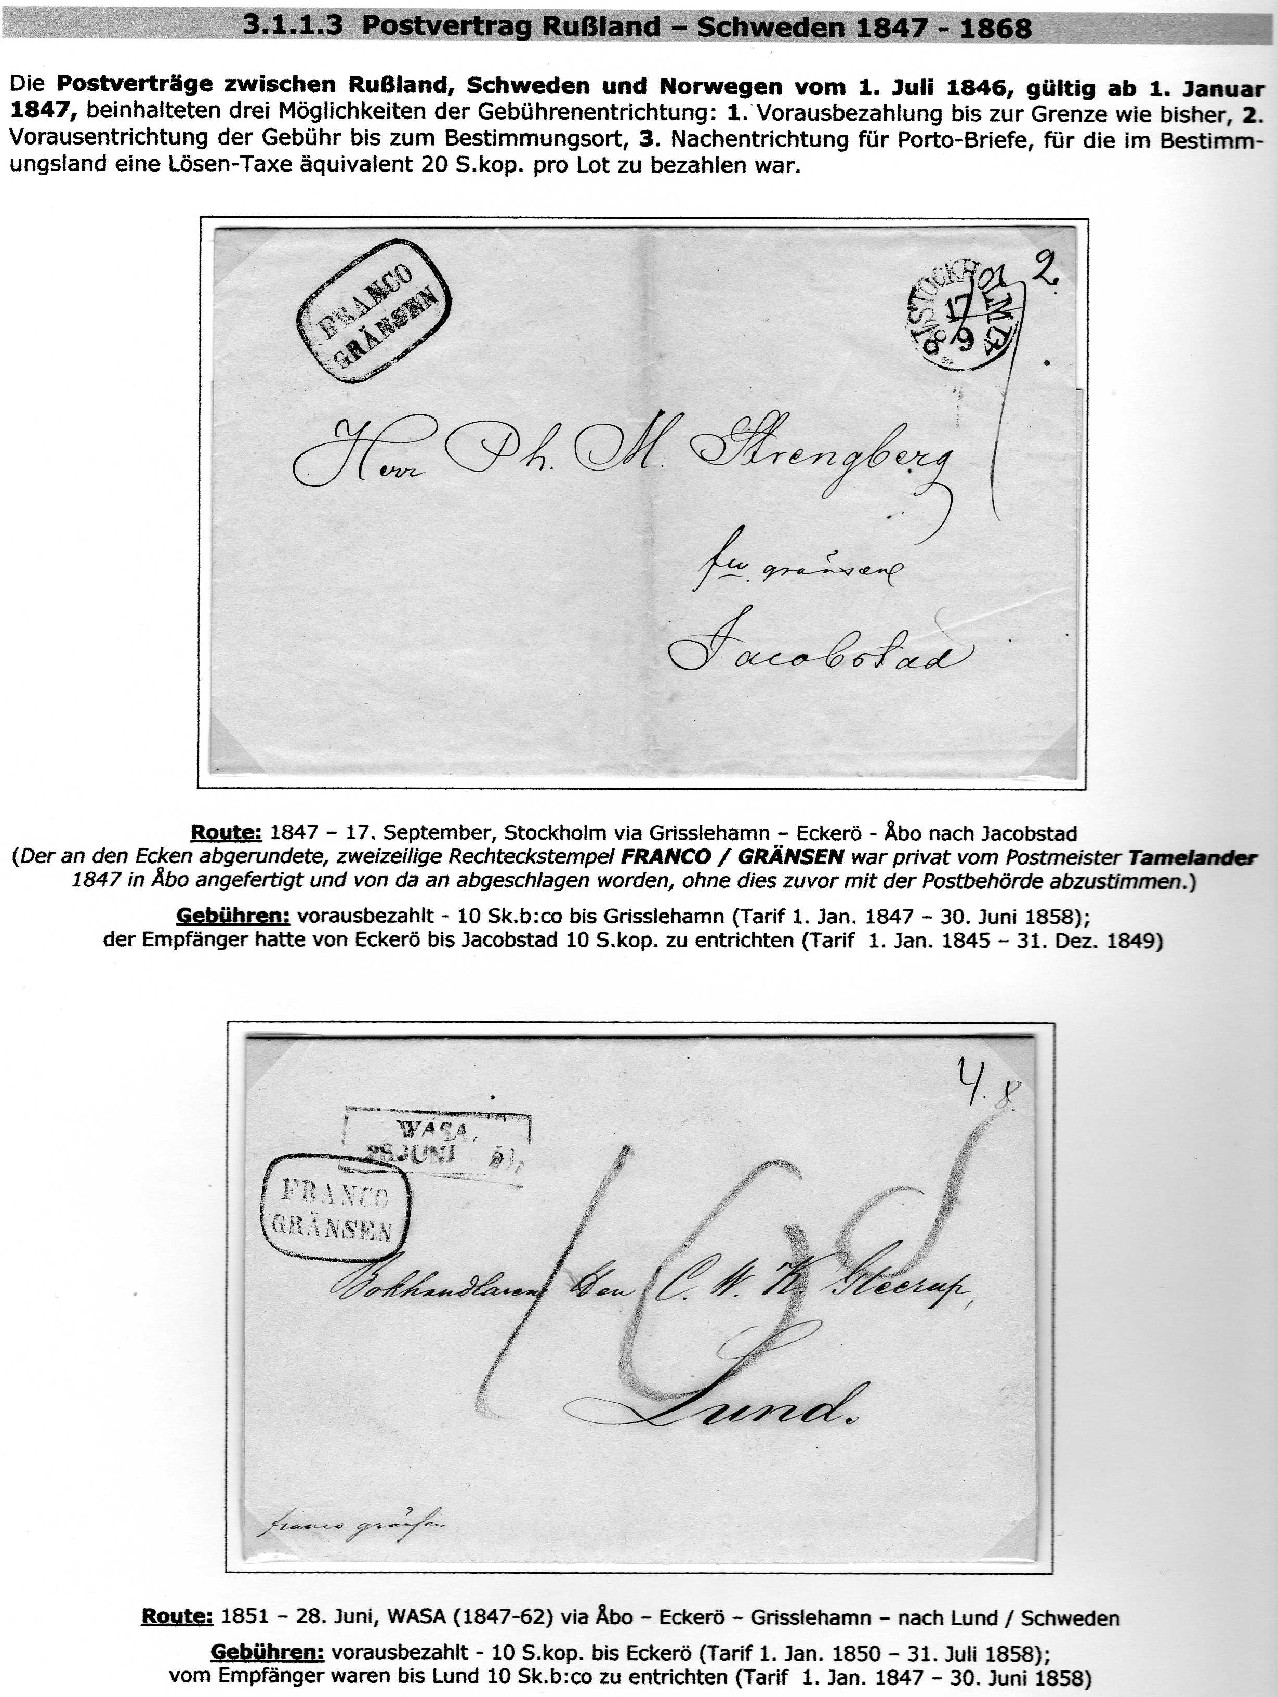 3.1.1.3 Postvertrag Rußland – Schweden 1847 - 1868
Die Postverträge zwischen Rußland, Schweden und Norwegen vom 1. Juli 1846, gültig ab 1. Januar
1847, beinhalteten drei Möglichkeiten der Gebührenentrichtung: 1. Vorausbezahlung bis zur Grenze wie bisher, 2.
Vorausentrichtung der Gebühr bis zum Bestimmungsort, 3. Nachentrichtung für Porto-Briefe, für die im Bestimm-
ungsland eine Lösen-Taxe äquivalent 20 S.kop. pro Lot zu bezahlen war.
FRANCO
GRÄNSEN
STOCKHOLM
17
9
2.
Herr Ph. M. Strengberg
gränsen
Jacobstad
Route: 1847 – 17. September, Stockholm via Grisslehamn – Eckerö - Åbo nach Jacobstad
(Der an den Ecken abgerundete, zweizeilige Rechteckstempel FRANCO / GRÄNSEN war privat vom Postmeister Tamelander
1847 in Åbo angefertigt und von da an abgeschlagen worden, ohne dies zuvor mit der Postbehörde abzustimmen.)
Gebühren: vorausbezahlt - 10 Sk.b:co bis Grisslehamn (Tarif 1. Jan. 1847 – 30. Juni 1858);
der Empfänger hatte von Eckerö bis Jacobstad 10 S.kop. zu entrichten (Tarif 1. Jan. 1845 – 31. Dez. 1849)
4. 8.
WASA.
28 JUNI
FRANCO
GRÄNSEN
10
Bokhandlaren C. W. K. Gleerup,
Lund.
franco gränsen
Route: 1851 – 28. Juni, WASA (1847-62) via Åbo – Eckerö – Grisslehamn – nach Lund / Schweden
Gebühren: vorausbezahlt - 10 S.kop. bis Eckerö (Tarif 1. Jan. 1850 – 31. Juli 1858);
vom Empfänger waren bis Lund 10 Sk.b:co zu entrichten (Tarif 1. Jan. 1847 – 30. Juni 1858)